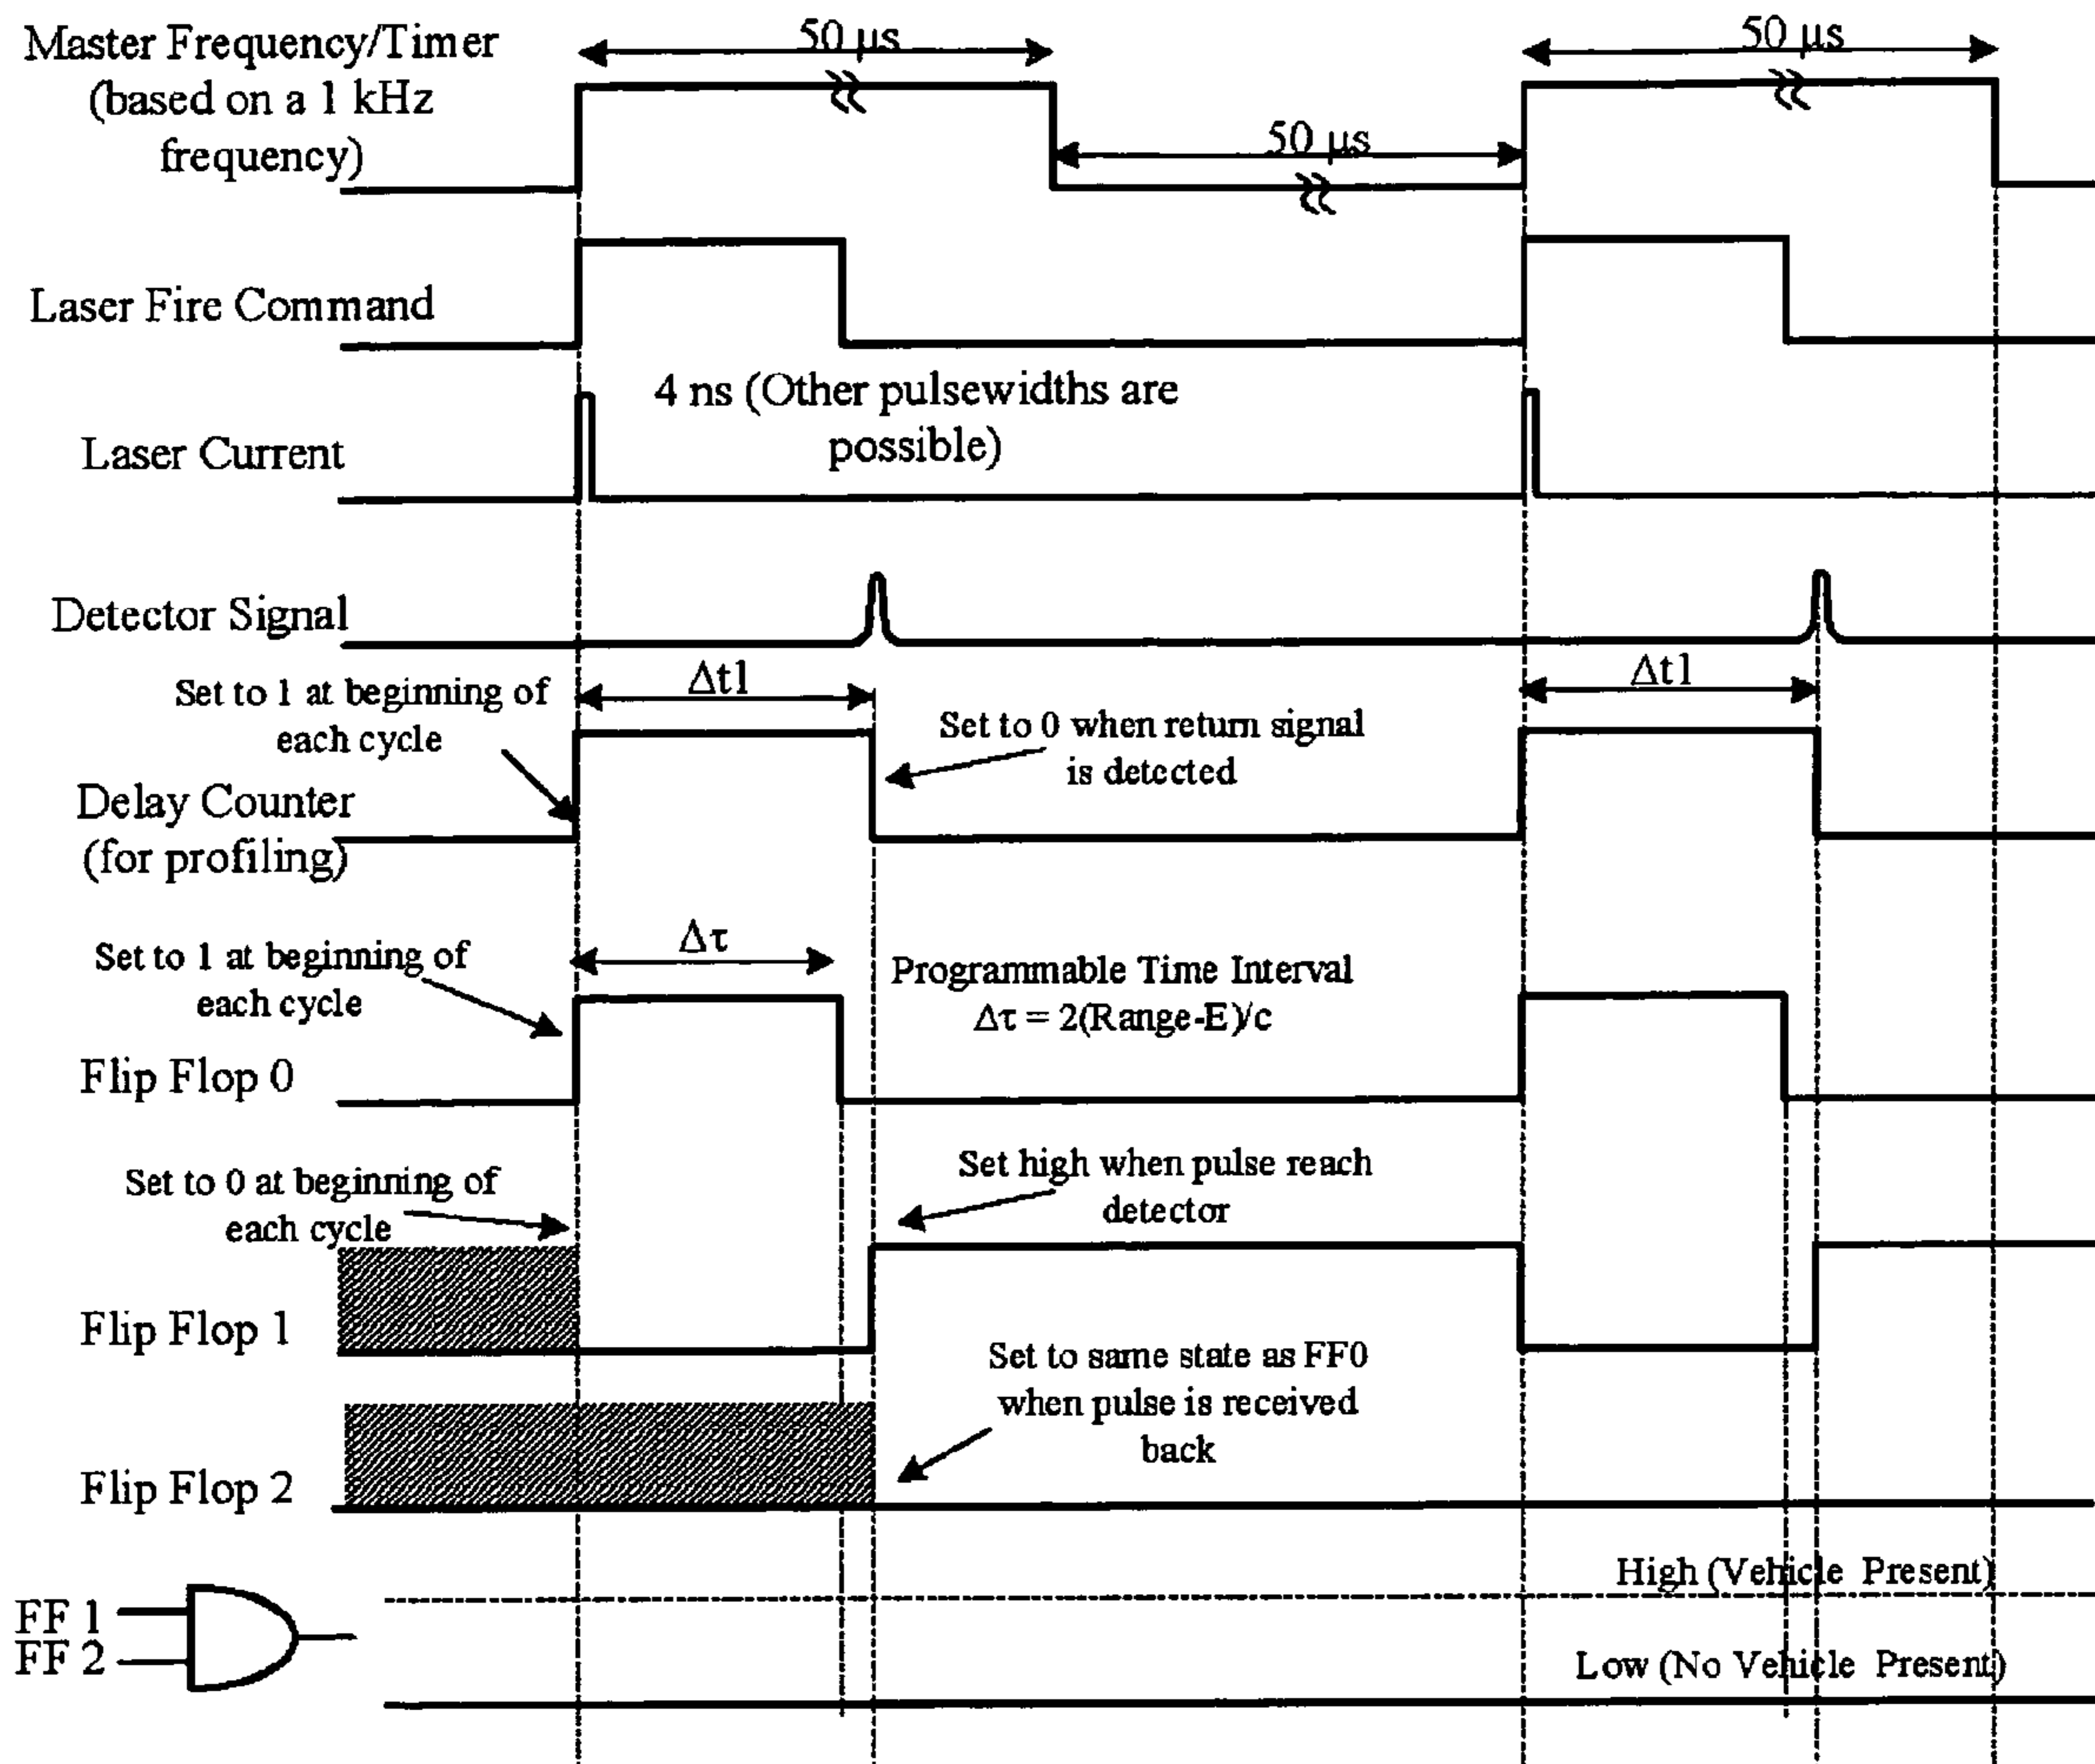 50 μs
50 μs
Master Frequency/Timer
(based on a 1 kHz
frequency)
50 μs
Laser Fire Command
4 ns (Other pulsewidths are
possible)
Laser Current
Detector Signal
Δt1
Δt1
Set to 1 at beginning of
each cycle
Set to 0 when return signal
is detected
Delay Counter
(for profiling)
Δτ
Set to 1 at beginning of
each cycle
Programmable Time Interval
Δτ = 2(Range-E)/c
Flip Flop 0
Set to 0 at beginning of
each cycle
Set high when pulse reach
detector
Flip Flop 1
Set to same state as FF0
when pulse is received
back
Flip Flop 2
High (Vehicle Present)
FF 1
FF 2
Low (No Vehicle Present)